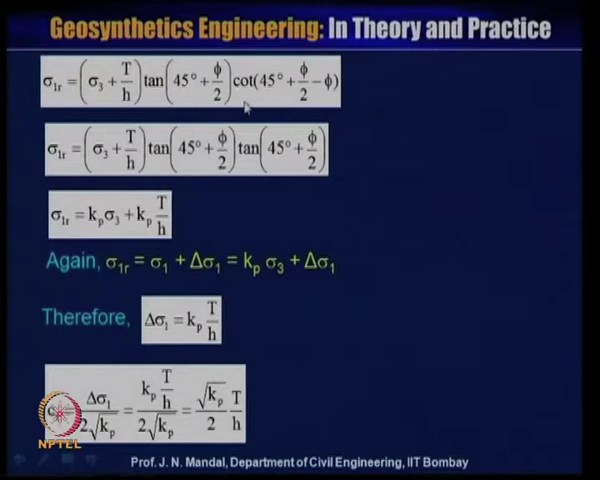 Geosynthetics Engineering: In Theory and Practice
σ₁ᵣ = (σ₃ + T/h) tan(45° + ϕ/2) cot(45° + ϕ/2 − ϕ)
σ₁ᵣ = (σ₃ + T/h) tan(45° + ϕ/2) tan(45° + ϕ/2)
σ₁ᵣ = kₚσ₃ + kₚ T/h
Again, σ₁ᵣ = σ₁ + Δσ₁ = kₚ σ₃ + Δσ₁
Therefore, Δσ₁ = kₚ T/h
= Δσ₁/2√kₚ = kₚ T/h / 2√kₚ = √kₚ/2 T/h
NPTEL
Prof. J. N. Mandal, Department of Civil Engineering, IIT Bombay